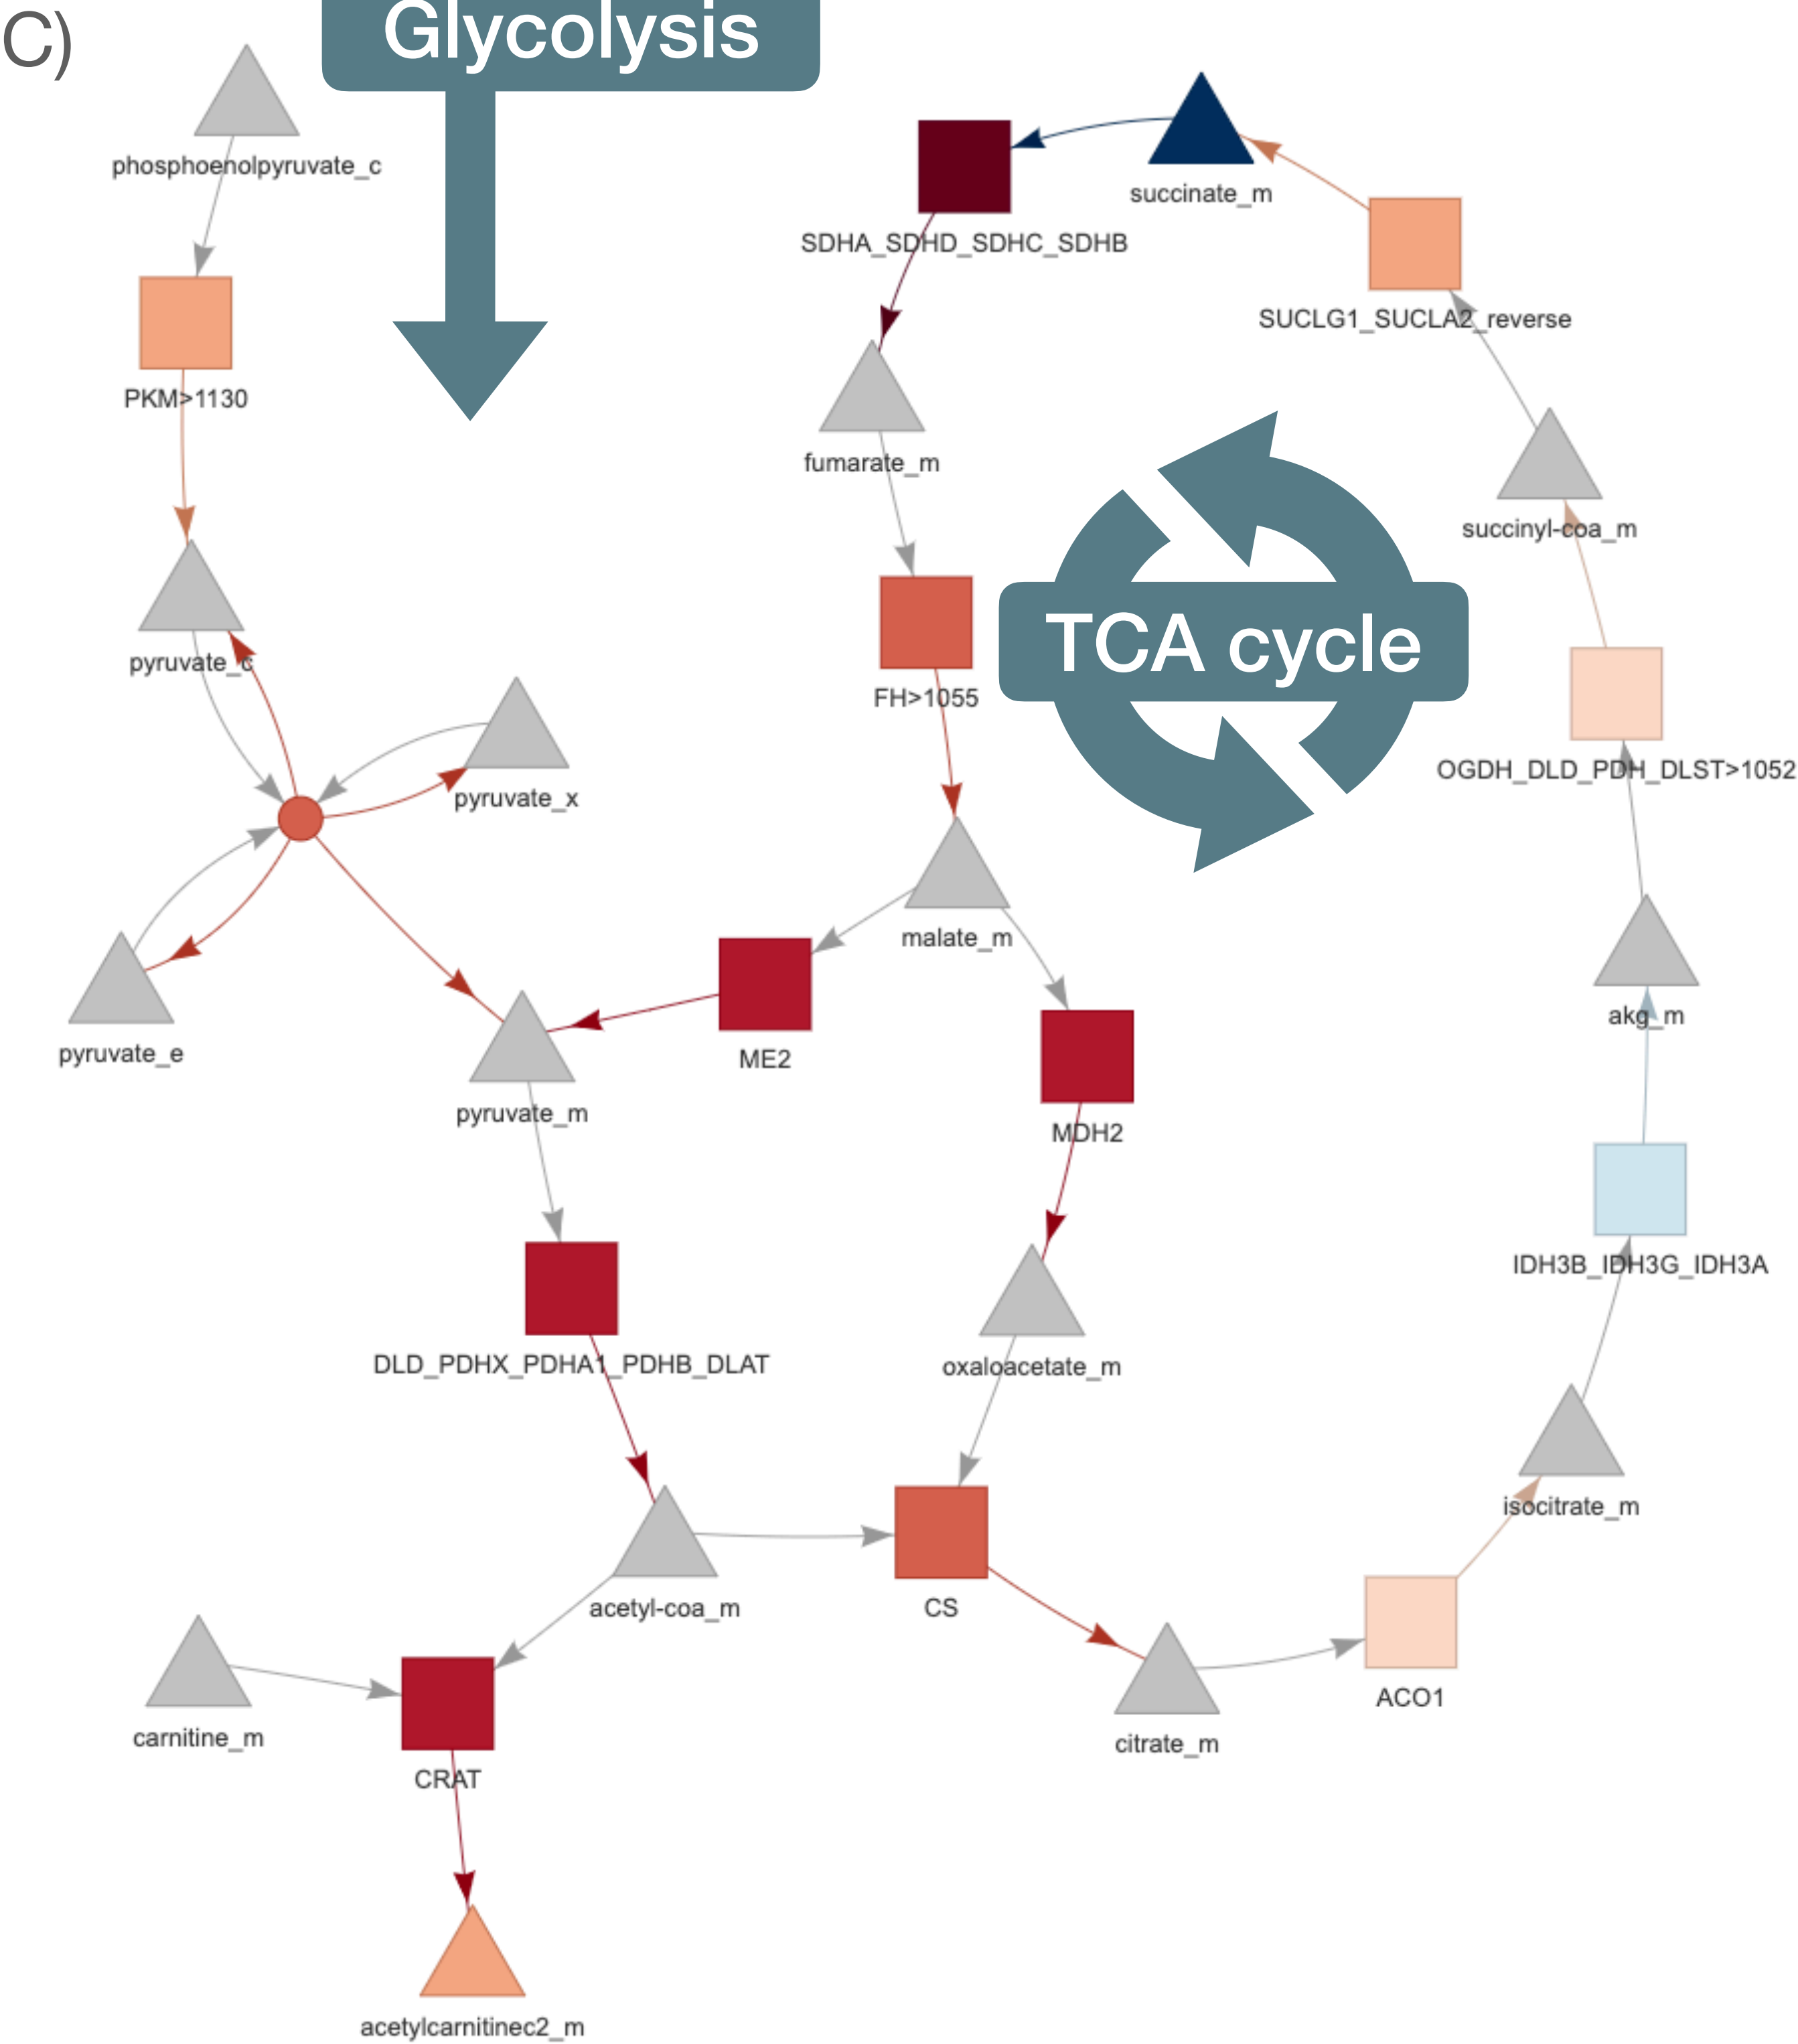 C)
Glycolysis
phosphoenolpyruvate_c
succinate_m
SDHA_SDHD_SDHC_SDHB
SUCLG1_SUCLA2_reverse
PKM>1130
fumarate_m
succinyl-coa_m
TCA cycle
pyruvate_c
FH>1055
OGDH_DLD_PDH_DLST>1052
pyruvate_x
malate_m
akg_m
pyruvate_e
ME2
pyruvate_m
MDH2
IDH3B_IDH3G_IDH3A
DLD_PDHX_PDHA1_PDHB_DLAT
oxaloacetate_m
isocitrate_m
acetyl-coa_m
CS
ACO1
carnitine_m
citrate_m
CRAT
acetylcarnitinec2_m